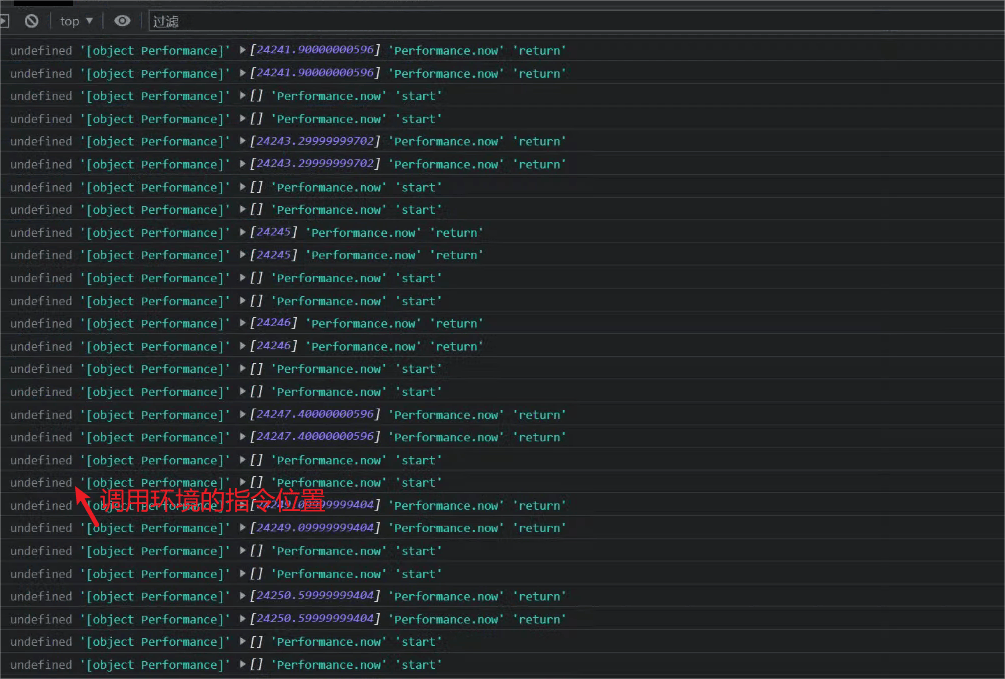 top ▼ 过滤
undefined '[object Performance]' ▶[24241.90000000596] 'Performance.now' 'return'
undefined '[object Performance]' ▶[24241.90000000596] 'Performance.now' 'return'
undefined '[object Performance]' ▶[] 'Performance.now' 'start'
undefined '[object Performance]' ▶[] 'Performance.now' 'start'
undefined '[object Performance]' ▶[24243.29999999702] 'Performance.now' 'return'
undefined '[object Performance]' ▶[24243.29999999702] 'Performance.now' 'return'
undefined '[object Performance]' ▶[] 'Performance.now' 'start'
undefined '[object Performance]' ▶[] 'Performance.now' 'start'
undefined '[object Performance]' ▶[24245] 'Performance.now' 'return'
undefined '[object Performance]' ▶[24245] 'Performance.now' 'return'
undefined '[object Performance]' ▶[] 'Performance.now' 'start'
undefined '[object Performance]' ▶[] 'Performance.now' 'start'
undefined '[object Performance]' ▶[24246] 'Performance.now' 'return'
undefined '[object Performance]' ▶[24246] 'Performance.now' 'return'
undefined '[object Performance]' ▶[] 'Performance.now' 'start'
undefined '[object Performance]' ▶[] 'Performance.now' 'start'
undefined '[object Performance]' ▶[24247.40000000596] 'Performance.now' 'return'
undefined '[object Performance]' ▶[24247.40000000596] 'Performance.now' 'return'
undefined '[object Performance]' ▶[] 'Performance.now' 'start'
undefined '[object Performance]' ▶[] 'Performance.now' 'start'
调用环境的指令位置
undefined '[object Performance]' ▶[24249.09999999404] 'Performance.now' 'return'
undefined '[object Performance]' ▶[24249.09999999404] 'Performance.now' 'return'
undefined '[object Performance]' ▶[] 'Performance.now' 'start'
undefined '[object Performance]' ▶[] 'Performance.now' 'start'
undefined '[object Performance]' ▶[24250.59999999404] 'Performance.now' 'return'
undefined '[object Performance]' ▶[24250.59999999404] 'Performance.now' 'return'
undefined '[object Performance]' ▶[] 'Performance.now' 'start'
undefined '[object Performance]' ▶[] 'Performance.now' 'start'